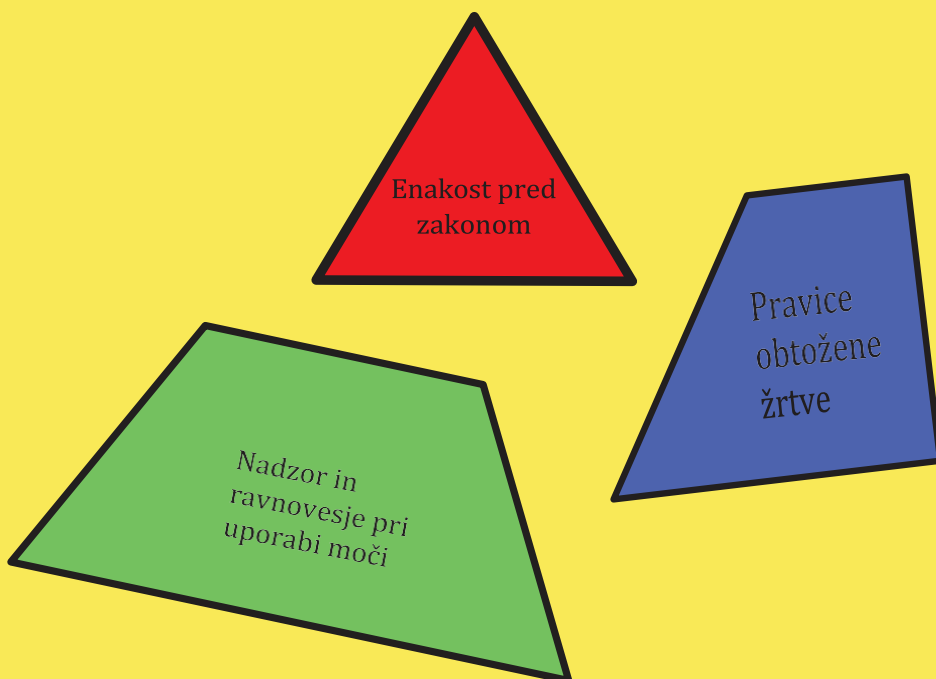 Enakost pred
zakonom
Pravice
obtožene
žrtve
Nadzor in
ravnovesje pri
uporabi moči